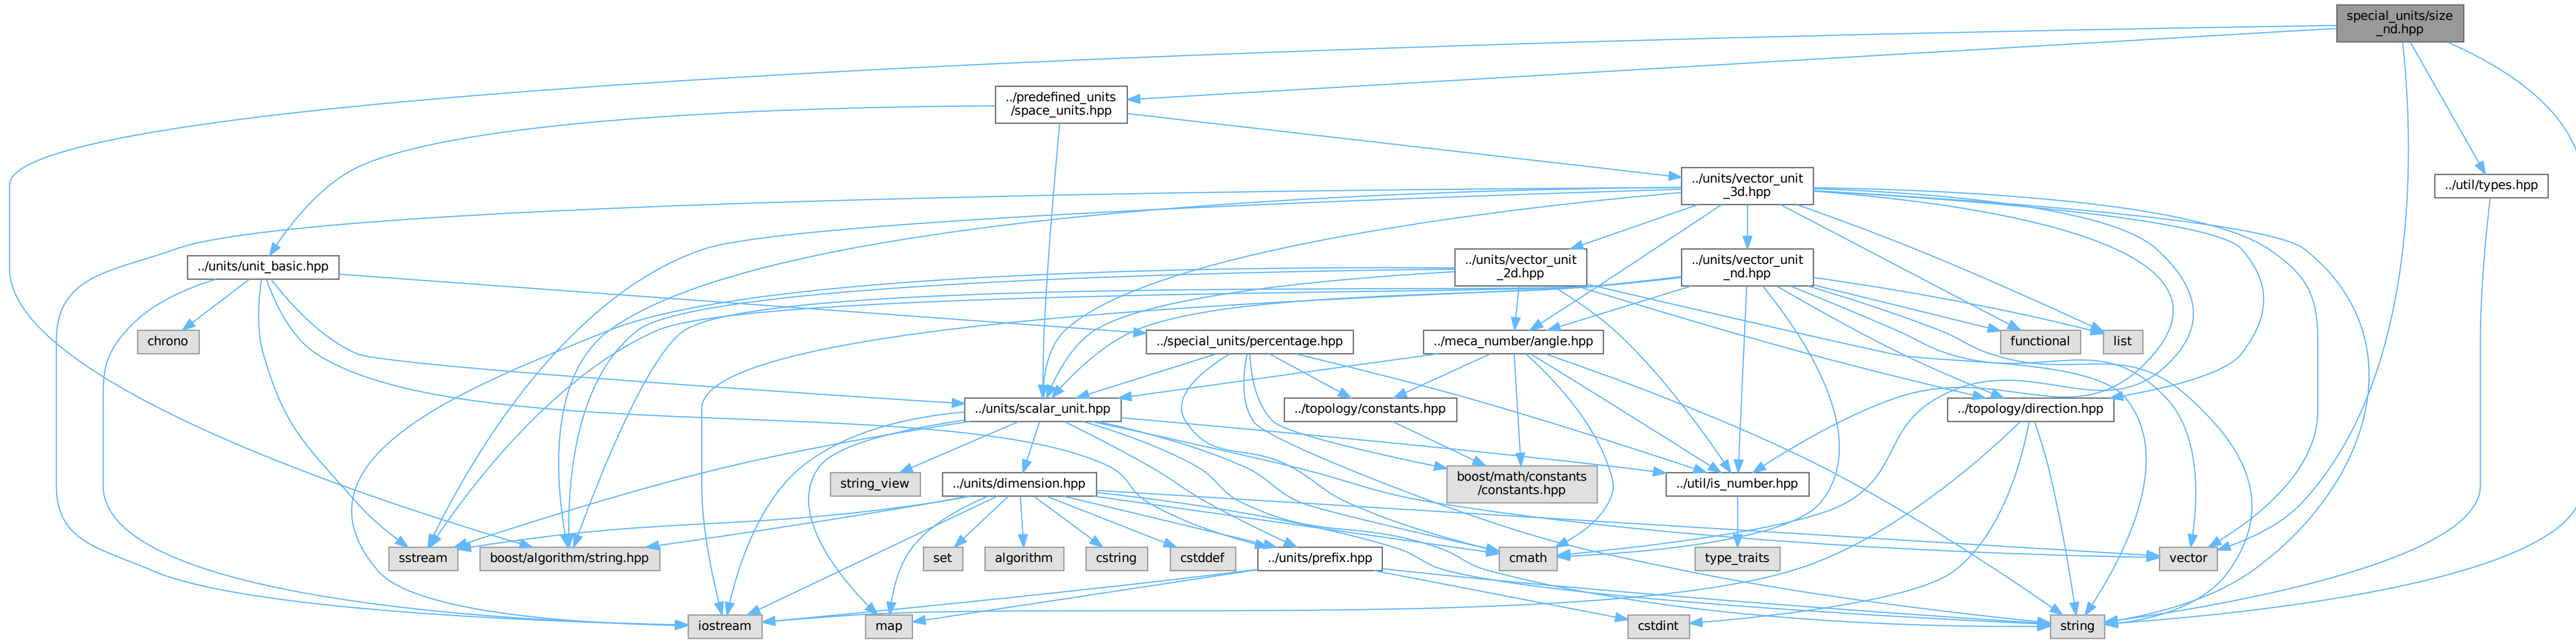 special_units/size
_nd.hpp
../predefined_units
/space_units.hpp
../units/vector_unit
_3d.hpp
../util/types.hpp
../units/unit_basic.hpp
../units/vector_unit
_2d.hpp
../units/vector_unit
_nd.hpp
chrono
../special_units/percentage.hpp
../meca_number/angle.hpp
functional
list
../units/scalar_unit.hpp
../topology/constants.hpp
../topology/direction.hpp
string_view
../units/dimension.hpp
boost/math/constants
/constants.hpp
../util/is_number.hpp
sstream
boost/algorithm/string.hpp
set
algorithm
cstring
cstddef
../units/prefix.hpp
cmath
type_traits
vector
iostream
map
cstdint
string